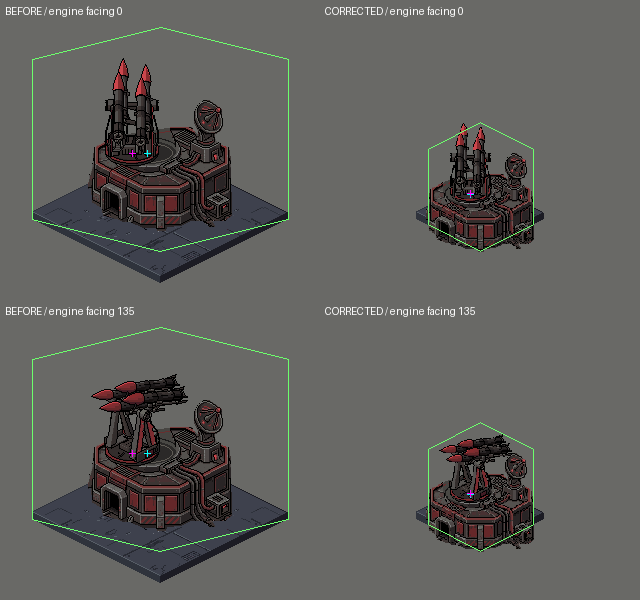 BEFORE / engine facing 0
CORRECTED / engine facing 0
BEFORE / engine facing 135
CORRECTED / engine facing 135